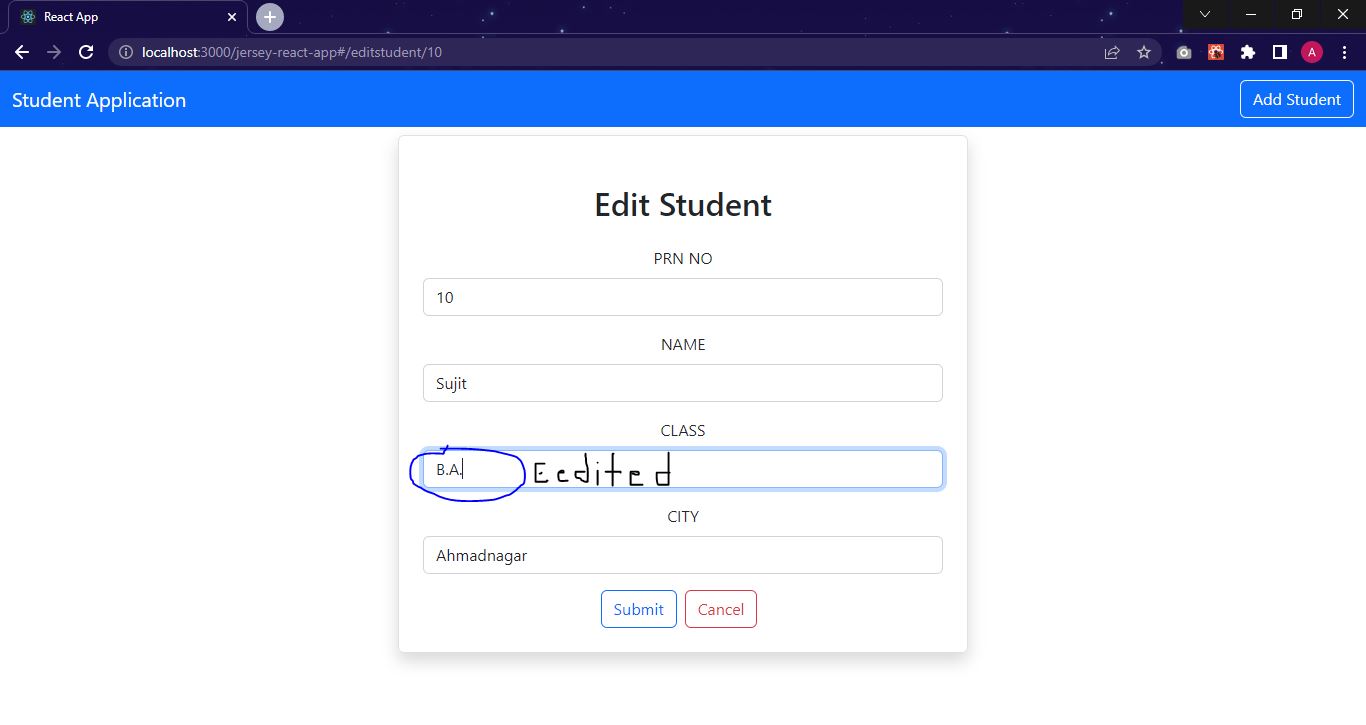 React App
localhost:3000/jersey-react-app#/editstudent/10
A
Student Application
Add Student
Edit Student
PRN NO
10
NAME
Sujit
CLASS
B.A. Eedited
CITY
Ahmadnagar
Submit Cancel